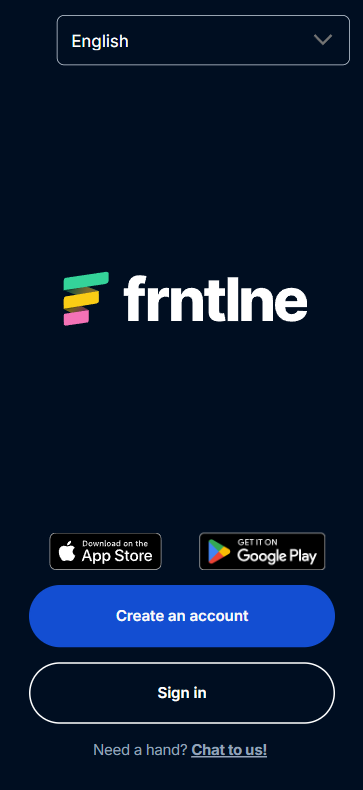 English
frntlne
Download on the
App Store
GET IT ON
Google Play
Create an account
Sign in
Need a hand? Chat to us!